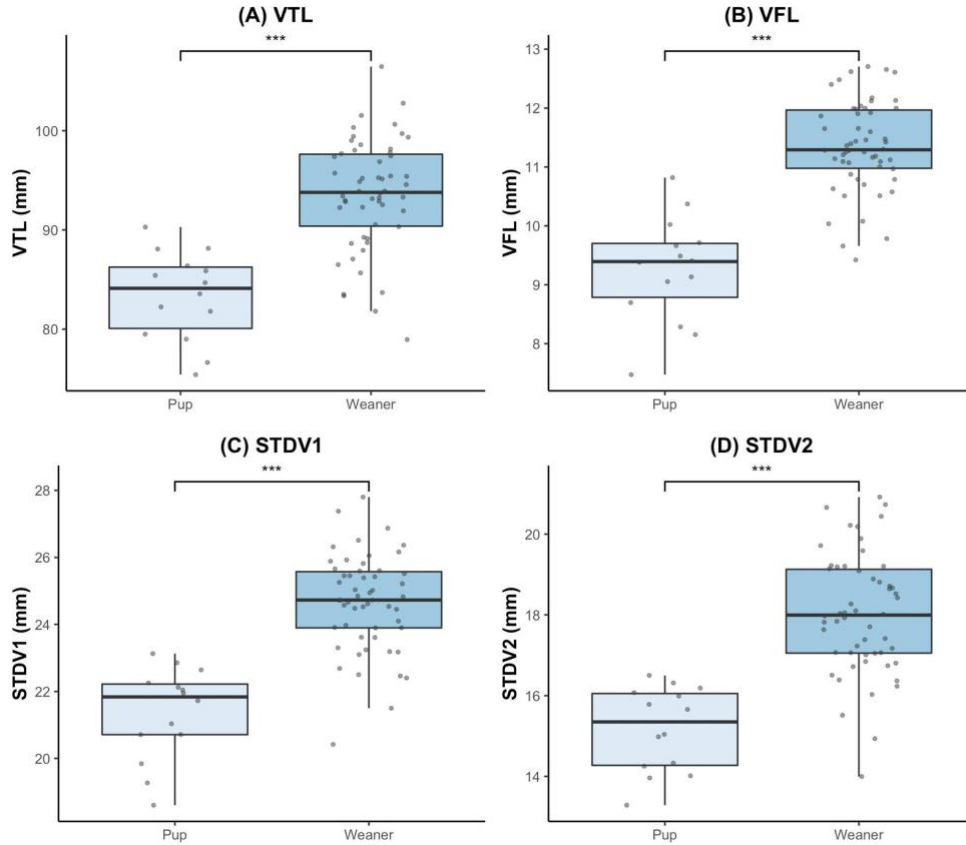 (A) VTL
***
VTL (mm)
100
90
80
Pup
Weaner
(B) VFL
***
VFL (mm)
13
12
11
10
9
8
Pup
Weaner
(C) STDV1
***
STDV1 (mm)
28
26
24
22
20
Pup
Weaner
(D) STDV2
***
STDV2 (mm)
20
18
16
14
Pup
Weaner